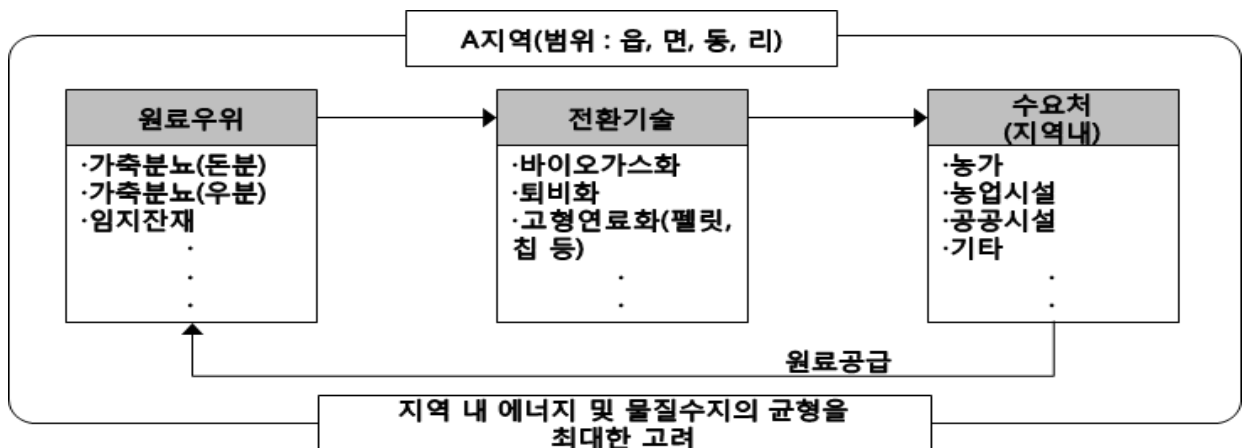 A지역(범위 : 읍, 면, 동, 리)
원료우위
·가축분뇨(돈분)
·가축분뇨(우분)
·임지잔재
·
·
·
전환기술
·바이오가스화
·퇴비화
·고형연료화(펠릿,
칩 등)
·
·
수요처
(지역내)
·농가
·농업시설
·공공시설
·기타
·
·
원료공급
지역 내 에너지 및 물질수지의 균형을
최대한 고려